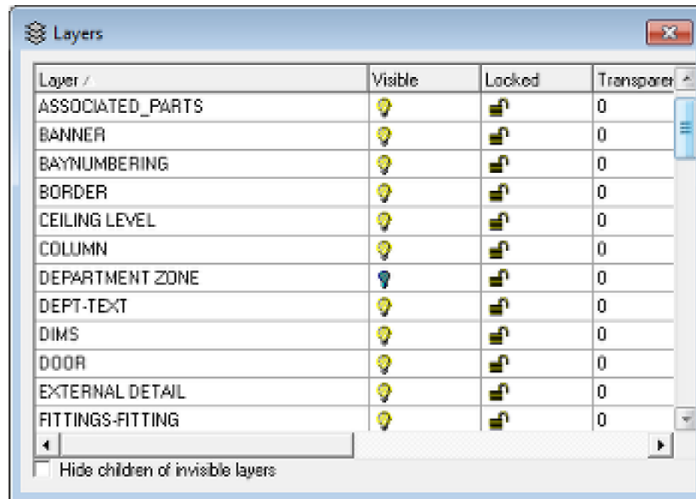 Layers
Layer / Visible Locked Transparen
ASSOCIATED_PARTS 0
BANNER 0
BAYNUMBERING 0
BORDER 0
CEILING LEVEL 0
COLUMN 0
DEPARTMENT ZONE 0
DEPT-TEXT 0
DIMS 0
DOOR 0
EXTERNAL DETAIL 0
FITTINGS-FITTING 0
Hide children of invisible layers